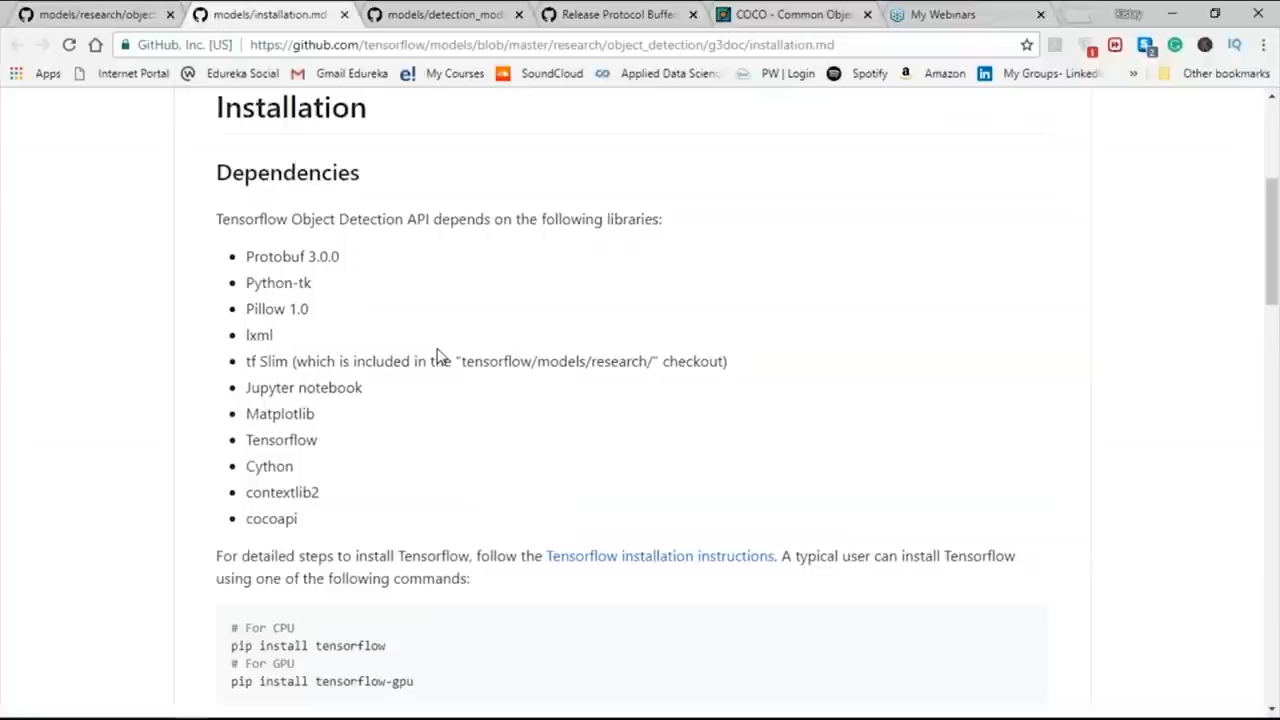 models/research/objec
models/installation.md
models/detection_mod
Release Protocol Buffe
COCO - Common Obje
My Webinars
GitHub, Inc. [US]
https://github.com/tensorflow/models/blob/master/research/object_detection/g3doc/installation.md
Apps
Internet Portal
Edureka Social
Gmail Edureka
My Courses
SoundCloud
Applied Data Scienc
PW | Login
Spotify
Amazon
My Groups- Linked
»
Other bookmarks
Installation
Dependencies
Tensorflow Object Detection API depends on the following libraries:
• Protobuf 3.0.0
• Python-tk
• Pillow 1.0
• lxml
• tf Slim (which is included in the "tensorflow/models/research/" checkout)
• Jupyter notebook
• Matplotlib
• Tensorflow
• Cython
• contextlib2
• cocoapi
For detailed steps to install Tensorflow, follow the Tensorflow installation instructions. A typical user can install Tensorflow
using one of the following commands:
# For CPU
pip install tensorflow
# For GPU
pip install tensorflow-gpu